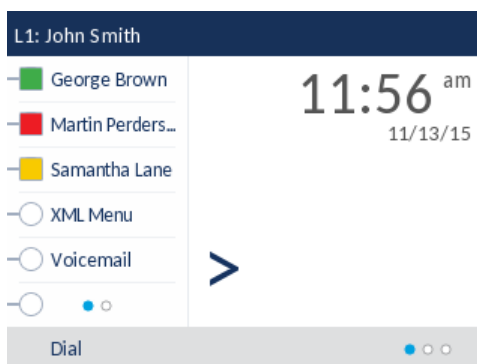 L1: John Smith
George Brown
Martin Perders...
Samantha Lane
XML Menu
Voicemail
11:56 am
11/13/15
>
Dial